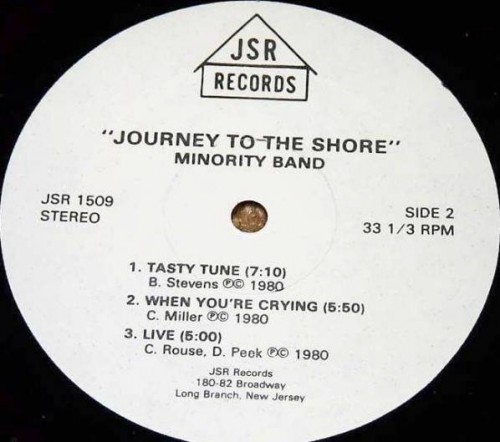 JSR
RECORDS
"JOURNEY TO THE SHORE"
MINORITY BAND
JSR 1509
STEREO
SIDE 2
33 1/3 RPM
1. TASTY TUNE (7:10)
B. Stevens ℗© 1980
2. WHEN YOU'RE CRYING (5:50)
C. Miller ℗© 1980
3. LIVE (5:00)
C. Rouse, D. Peek ℗© 1980
JSR Records
180-82 Broadway
Long Branch, New Jersey